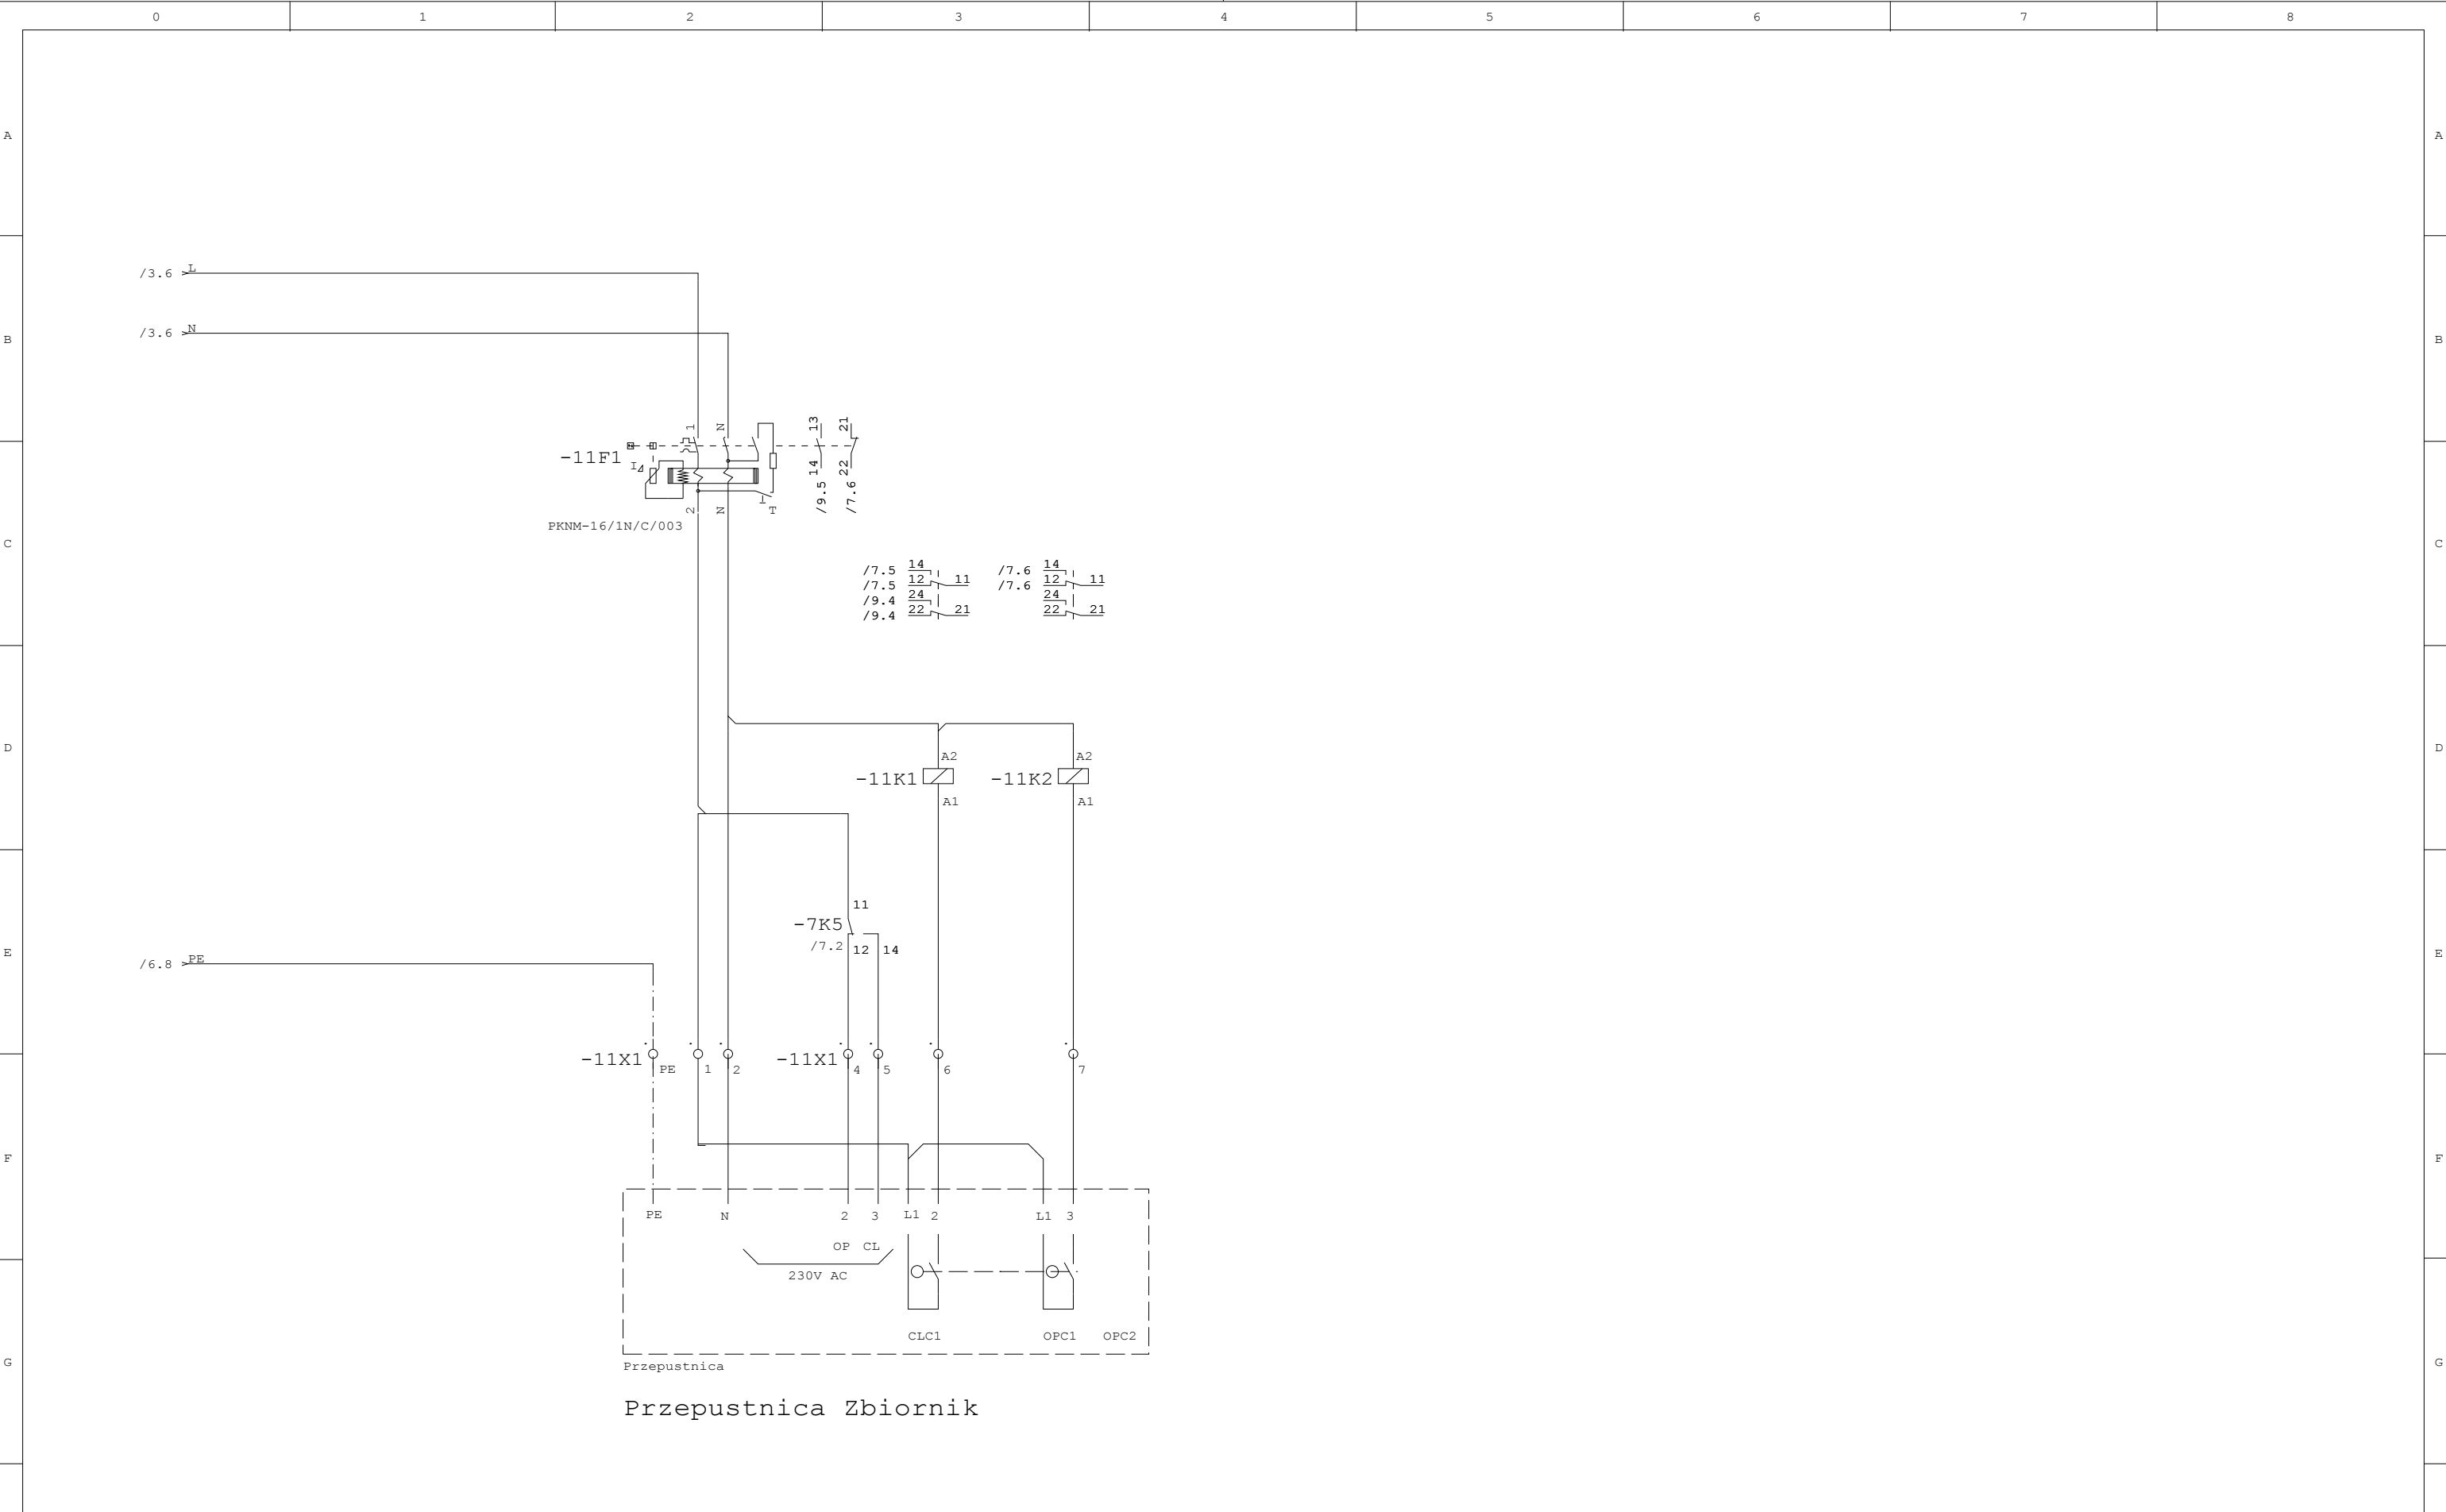 0 1 2 3 4 5 6 7 8
A A
/3.6 L
/3.6 N
B B
1 N 13 21
-11F1 I
14 22
/9.5 /7.6
2 N T
PKNM-16/1N/C/003
C C
/7.5 14 /7.6 14
/7.5 12 11 /7.6 12 11
/9.4 24 24
/9.4 22 21 22 21
D D
A2 A2
-11K1 -11K2
A1 A1
11
-7K5
/7.2 12 14
E E
/6.8 PE
-11X1 PE 1 2 -11X1 4 5 6 7
F F
PE N 2 3 L1 2 L1 3
OP CL
230V AC
CLC1 OPC1 OPC2
G G
Przepustnica
Przepustnica Zbiornik